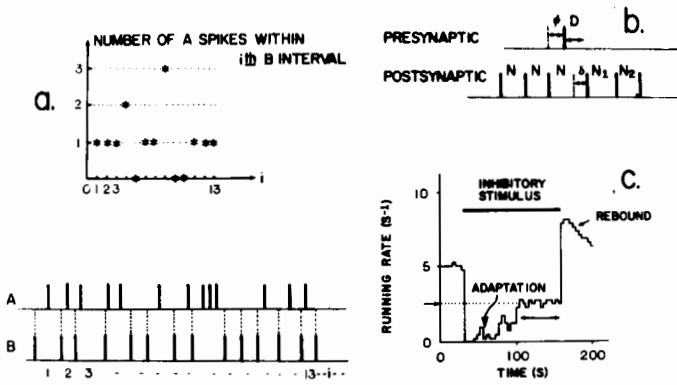 a.
NUMBER OF A SPIKES WITHIN
ith B INTERVAL
3
2
1
0 1 2 3 13 i
A
B
1 2 3 - - - - - - - - - 13 - - i - -
b.
ϕ D
PRESYNAPTIC
POSTSYNAPTIC N N N δ N₁ N₂
C.
INHIBITORY
STIMULUS
REBOUND
ADAPTATION
RUNNING RATE (S⁻¹)
10
5
0
0 100 200
TIME (S)